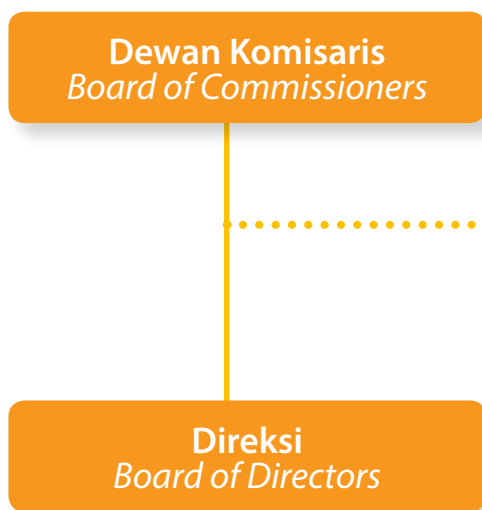 Dewan Komisaris
Board of Commissioners
Direksi
Board of Directors